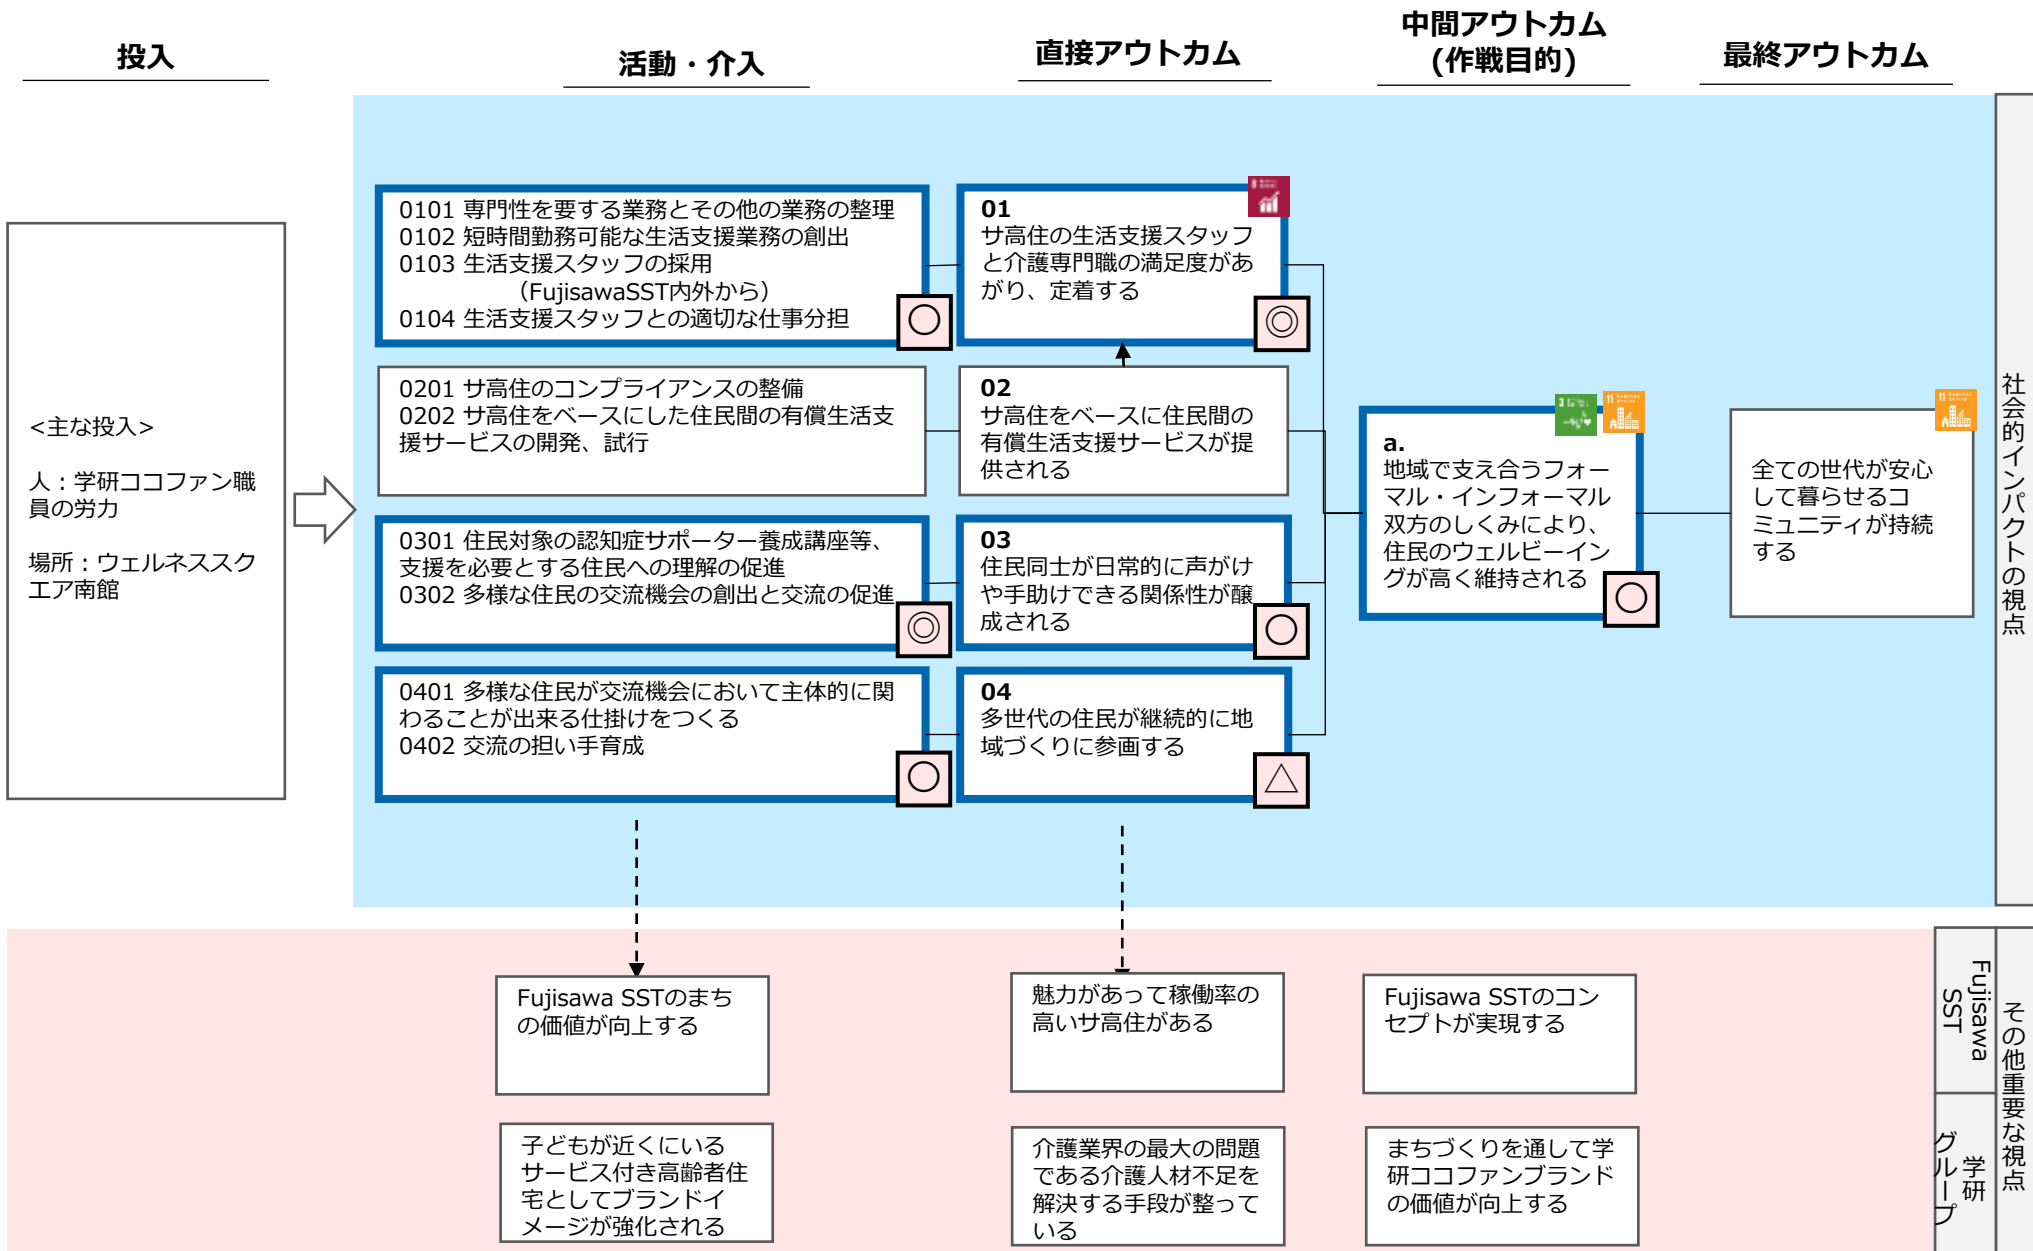 投入
活動・介入
直接アウトカム
中間アウトカム
(作戦目的)
最終アウトカム
<主な投入>
人：学研ココファン職
員の労力
場所：ウェルネススク
エア南館
0101 専門性を要する業務とその他の業務の整理
0102 短時間勤務可能な生活支援業務の創出
0103 生活支援スタッフの採用
（FujisawaSST内外から）
0104 生活支援スタッフとの適切な仕事分担
○
01
サ高住の生活支援スタッフ
と介護専門職の満足度があ
がり、定着する
◎
0201 サ高住のコンプライアンスの整備
0202 サ高住をベースにした住民間の有償生活支
援サービスの開発、試行
02
サ高住をベースに住民間の
有償生活支援サービスが提
供される
0301 住民対象の認知症サポーター養成講座等、
支援を必要とする住民への理解の促進
0302 多様な住民の交流機会の創出と交流の促進
◎
03
住民同士が日常的に声がけ
や手助けできる関係性が醸
成される
○
0401 多様な住民が交流機会において主体的に関
わることが出来る仕掛けをつくる
0402 交流の担い手育成
○
04
多世代の住民が継続的に地
域づくりに参画する
△
a.
地域で支え合うフォー
マル・インフォーマル
双方のしくみにより、
住民のウェルビーイン
グが高く維持される
○
11
全ての世代が安心
して暮らせるコ
ミュニティが持続
する
11
社会的インパクトの視点
Fujisawa SSTのまち
の価値が向上する
魅力があって稼働率の
高いサ高住がある
Fujisawa SSTのコン
セプトが実現する
Fujisawa
SST
子どもが近くにいる
サービス付き高齢者住
宅としてブランドイ
メージが強化される
介護業界の最大の問題
である介護人材不足を
解決する手段が整って
いる
まちづくりを通して学
研ココファンブランド
の価値が向上する
学研
グループ
その他重要な視点